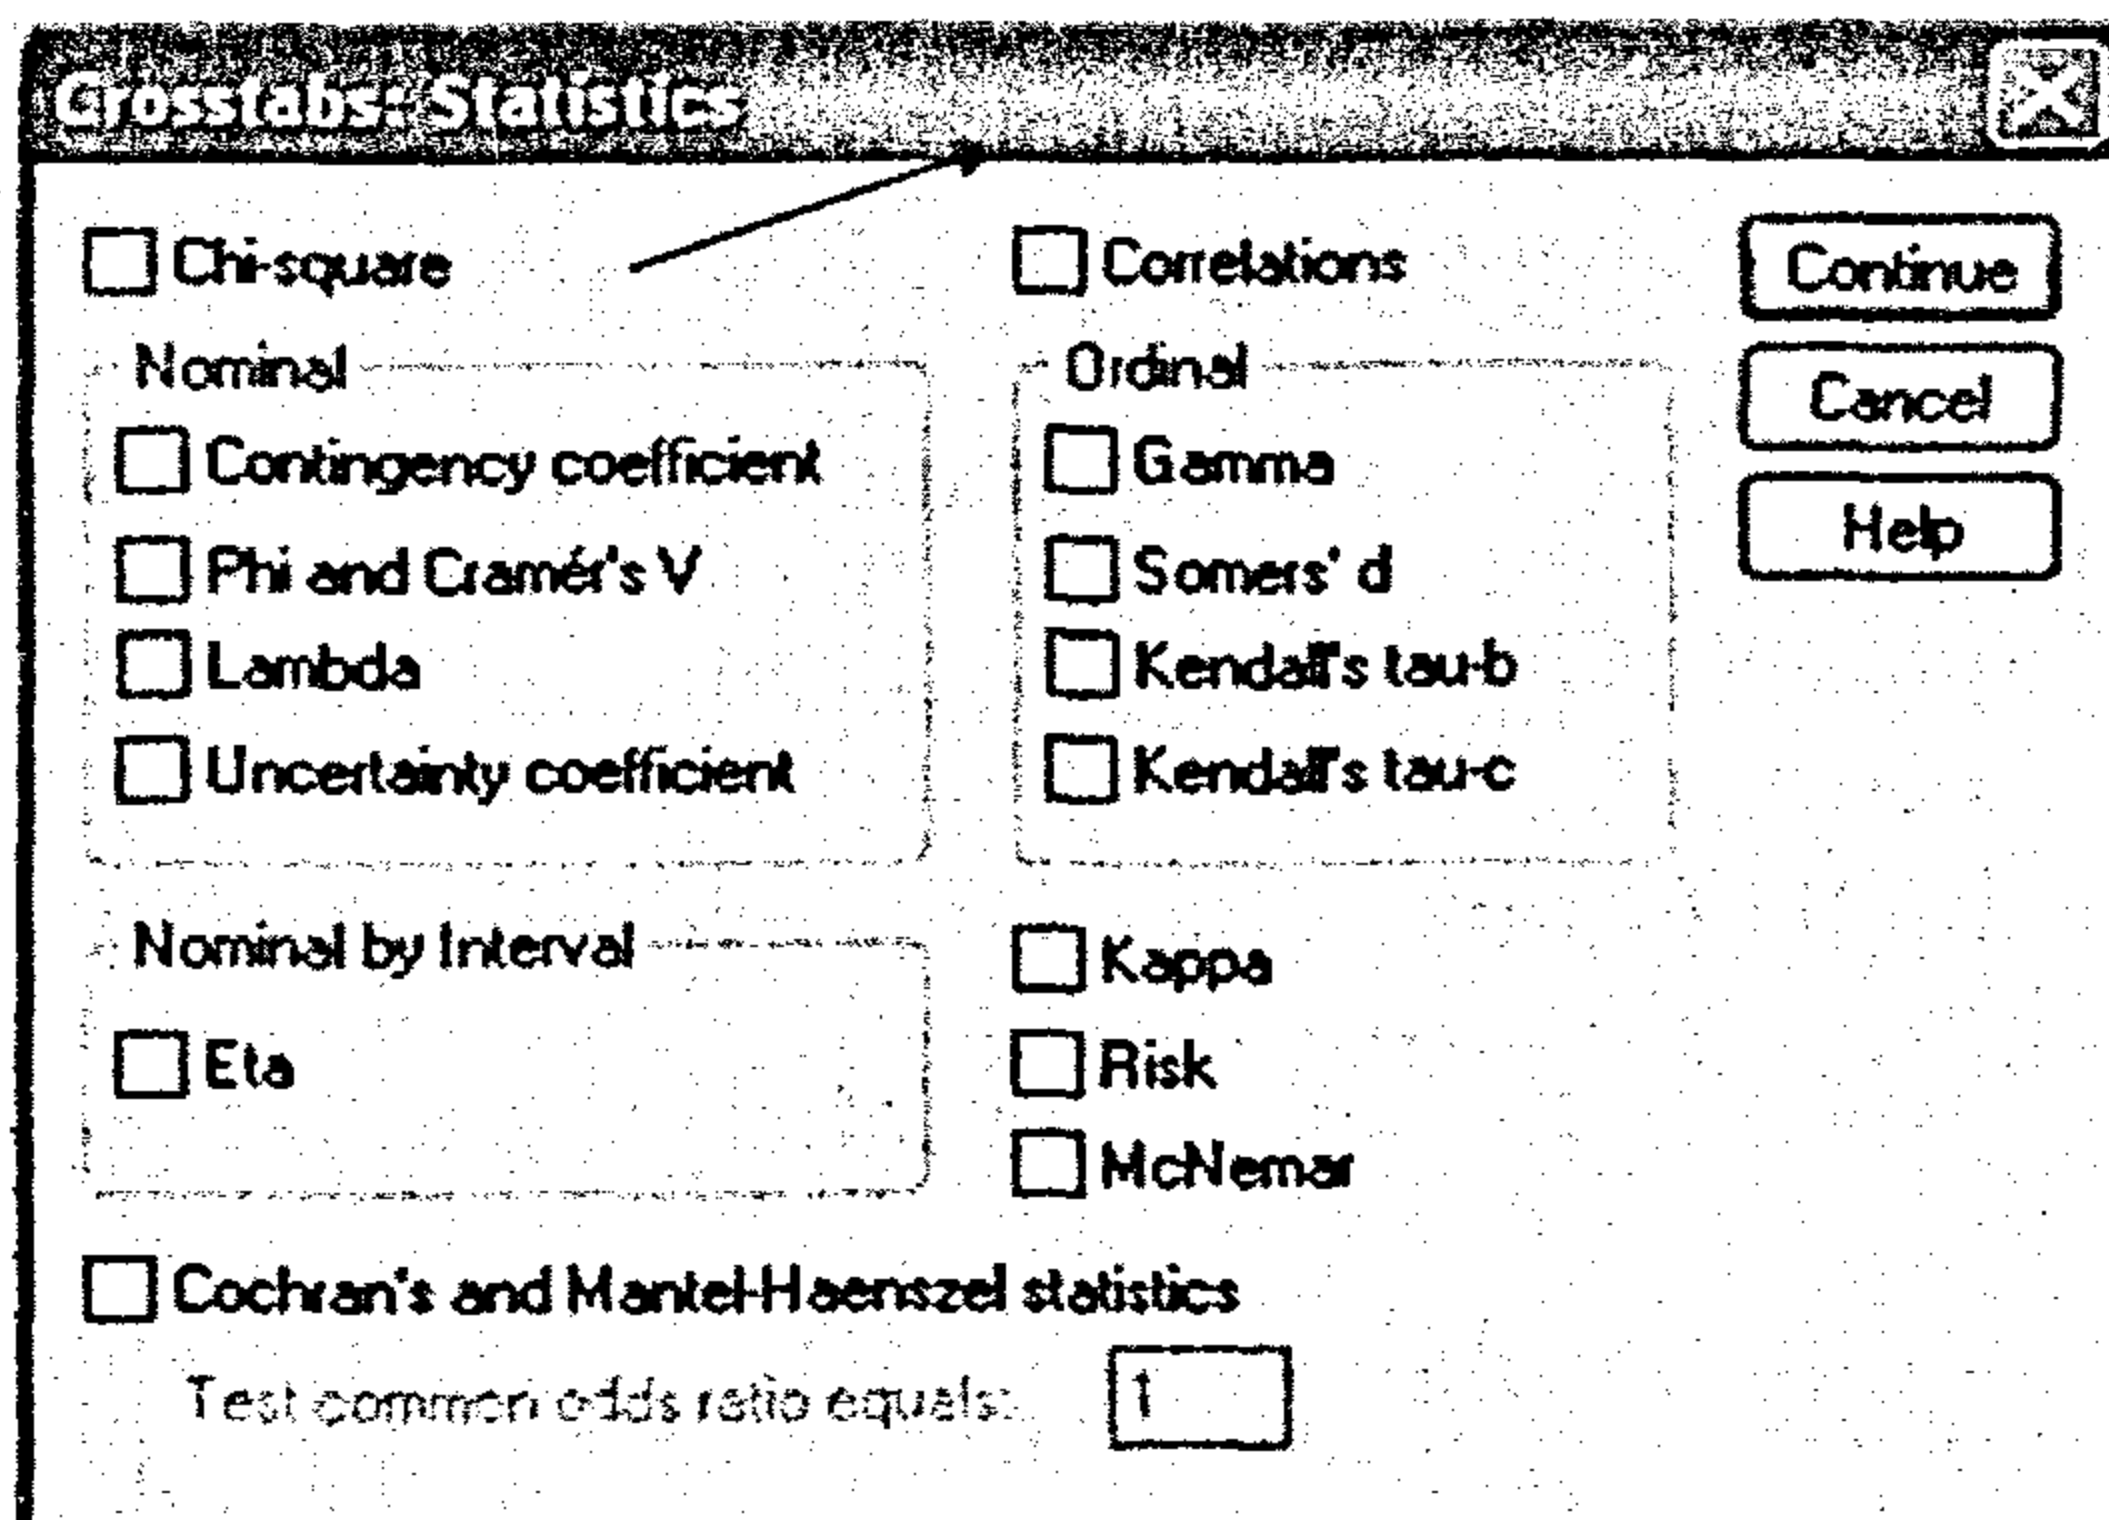 Crosstabs: Statistics
Chi-square
Correlations
Continue
Nominal
Ordinal
Cancel
Contingency coefficient
Gamma
Help
Phi and Cramér's V
Somers' d
Lambda
Kendall's tau-b
Uncertainty coefficient
Kendall's tau-c
Nominal by Interval
Kappa
Eta
Risk
McNemar
Cochran's and Mantel-Haenszel statistics
Test common odds ratio equals: 1